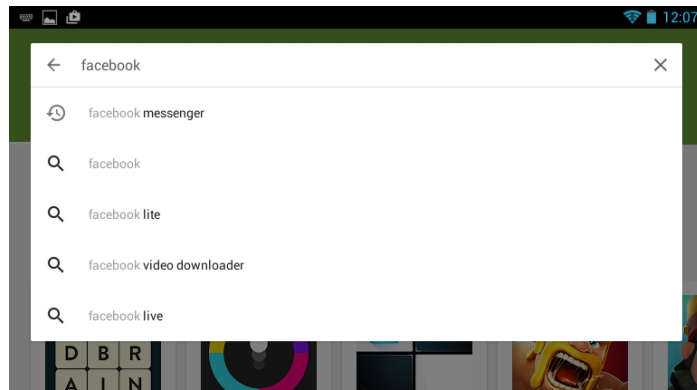 12:07
facebook
facebook messenger
facebook
facebook lite
facebook video downloader
facebook live
D B R
A I N